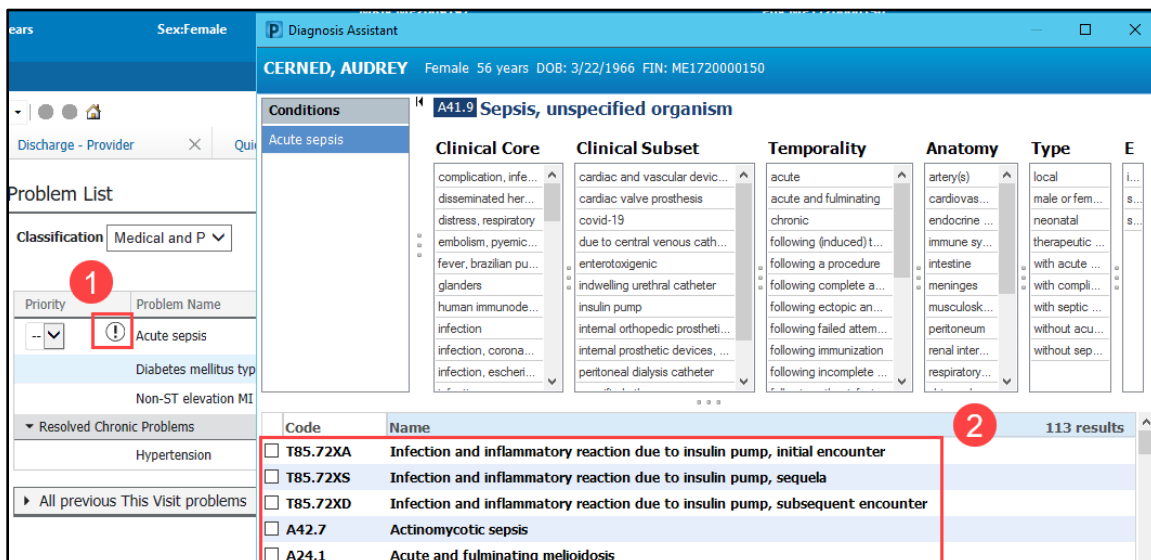 ears Sex:Female
Discharge - Provider
Problem List
Classification Medical and P
1
Priority Problem Name
-- Acute sepsis
Diabetes mellitus typ
Non-ST elevation MI
Resolved Chronic Problems
Hypertension
All previous This Visit problems
P Diagnosis Assistant
CERNED, AUDREY Female 56 years DOB: 3/22/1966 FIN: ME1720000150
Conditions
Acute sepsis
A41.9 Sepsis, unspecified organism
Clinical Core
complication, infe...
disseminated her...
distress, respiratory
embolism, pyemic...
fever, brazilian pu...
glanders
human immunode...
infection
infection, corona...
infection, escheri...
Clinical Subset
cardiac and vascular devic...
cardiac valve prosthesis
covid-19
due to central venous cath...
enterotoxigenic
indwelling urethral catheter
insulin pump
internal orthopedic prostheti...
internal prosthetic devices, ...
peritoneal dialysis catheter
Temporality
acute
acute and fulminating
chronic
following (induced) t...
following a procedure
following complete a...
following ectopic an...
following failed attem...
following immunization
following incomplete ...
Anatomy
artery(s)
cardiovas...
endocrine ...
immune sy...
intestine
meninges
musculosk...
peritoneum
renal inter...
respiratory...
Type
local
male or fem...
neonatal
therapeutic ...
with acute ...
with compli...
with septic ...
without acu...
without sep...
E
i...
s...
s...
2
Code Name 113 results
T85.72XA Infection and inflammatory reaction due to insulin pump, initial encounter
T85.72XS Infection and inflammatory reaction due to insulin pump, sequela
T85.72XD Infection and inflammatory reaction due to insulin pump, subsequent encounter
A42.7 Actinomycotic sepsis
A24.1 Acute and fulminating melioidosis